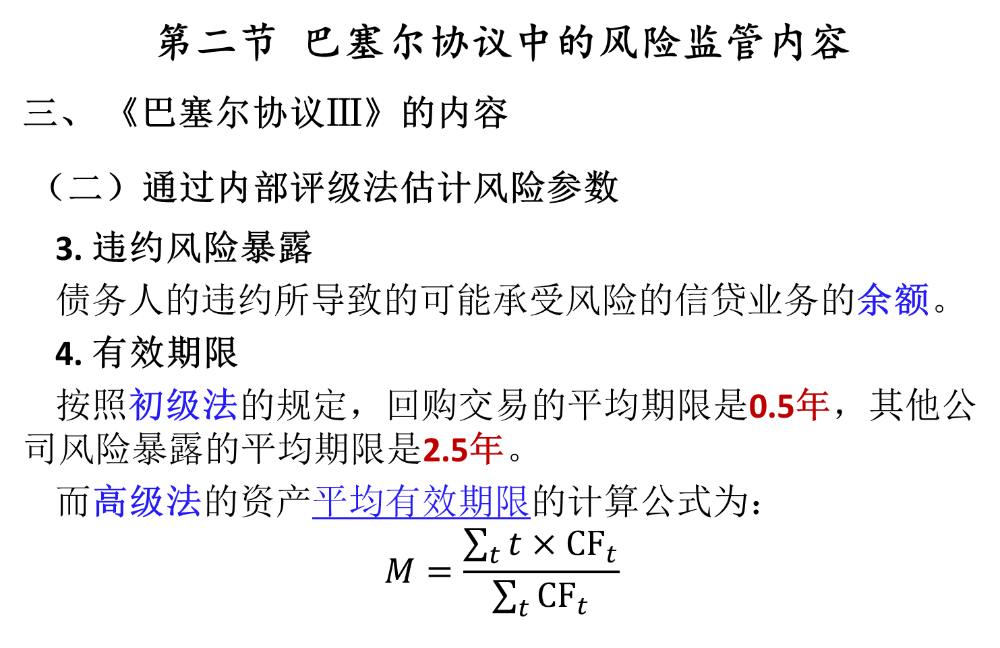 第二节 巴塞尔协议中的风险监管内容
三、《巴塞尔协议Ⅲ》的内容
（二）通过内部评级法估计风险参数
3. 违约风险暴露
债务人的违约所导致的可能承受风险的信贷业务的余额。
4. 有效期限
按照初级法的规定，回购交易的平均期限是0.5年，其他公
司风险暴露的平均期限是2.5年。
而高级法的资产平均有效期限的计算公式为：
M = \frac{∑_t t × CF_t}{∑_t CF_t}